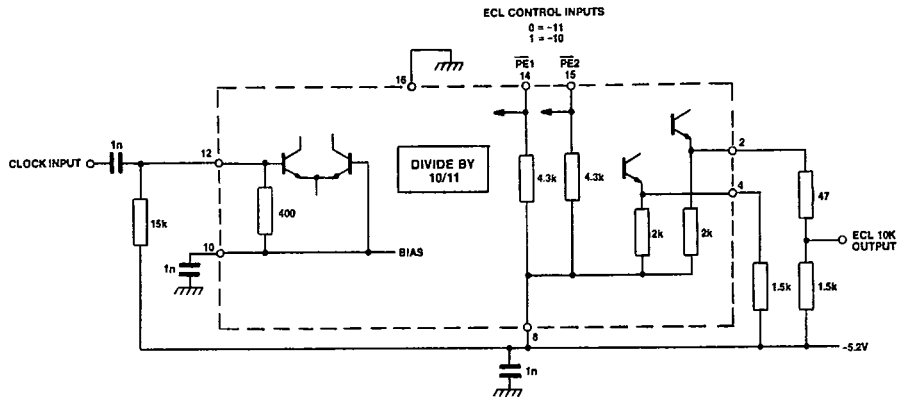 ECL CONTROL INPUTS
0 = -11
1 = -10
PE1
PE2
14
15
16
1n
CLOCK INPUT
12
DIVIDE BY
10/11
2
4.3k
4.3k
4
47
15k
400
2k
2k
ECL 10K
OUTPUT
10
BIAS
1n
1.5k
1.5k
8
-5.2V
1n